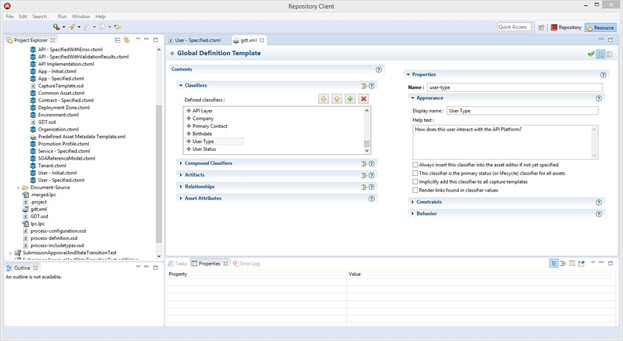 Repository Client
File Edit Search Run Window Help
Quick Access
Repository
Resource
Project Explorer
API - SpecifiedWithError.ctxml
API - SpecifiedWithValidationResults.ctxml
API Implementation.ctxml
App - Initial.ctxml
App - Specified.ctxml
CaptureTemplate.xsd
Common Asset.ctxml
Contract - Specified.ctxml
Deployment Zone.ctxml
Environment.ctxml
GDT.xsd
Organization.ctxml
Predefined Asset Metadata Template.xml
Promotion Profile.ctxml
Service - Specified.ctxml
SOAReferenceModel.ctxml
Tenant.ctxml
User - Initial.ctxml
User - Specified.ctxml
Document-Source
.merged.lpc
.project
gdt.xml
GDT.xsd
lpc.lpc
process-configuration.xsd
process-definition.xsd
process-includetypes.xsd
SubmissionApprovalAndStateTransitionTest
Outline
An outline is not available.
User - Specified.ctxml
gdt.xml
Global Definition Template
Contents
Classifiers
Defined classifiers :
API Layer
Company
Primary Contact
Birthdate
User Type
User Status
Compound Classifiers
Artifacts
Relationships
Asset Attributes
Properties
Name : user-type
Appearance
Display name : User Type
Help text :
How does this user interact with the API Platform?
Always insert this classifier into the asset editor if not yet specified
This classifier is the primary status (or lifecycle) classifier for all assets
Implicitly add this classifier to all capture templates
Render links found in classifier values
Constraints
Behavior
Tasks
Properties
Error Log
Property Value